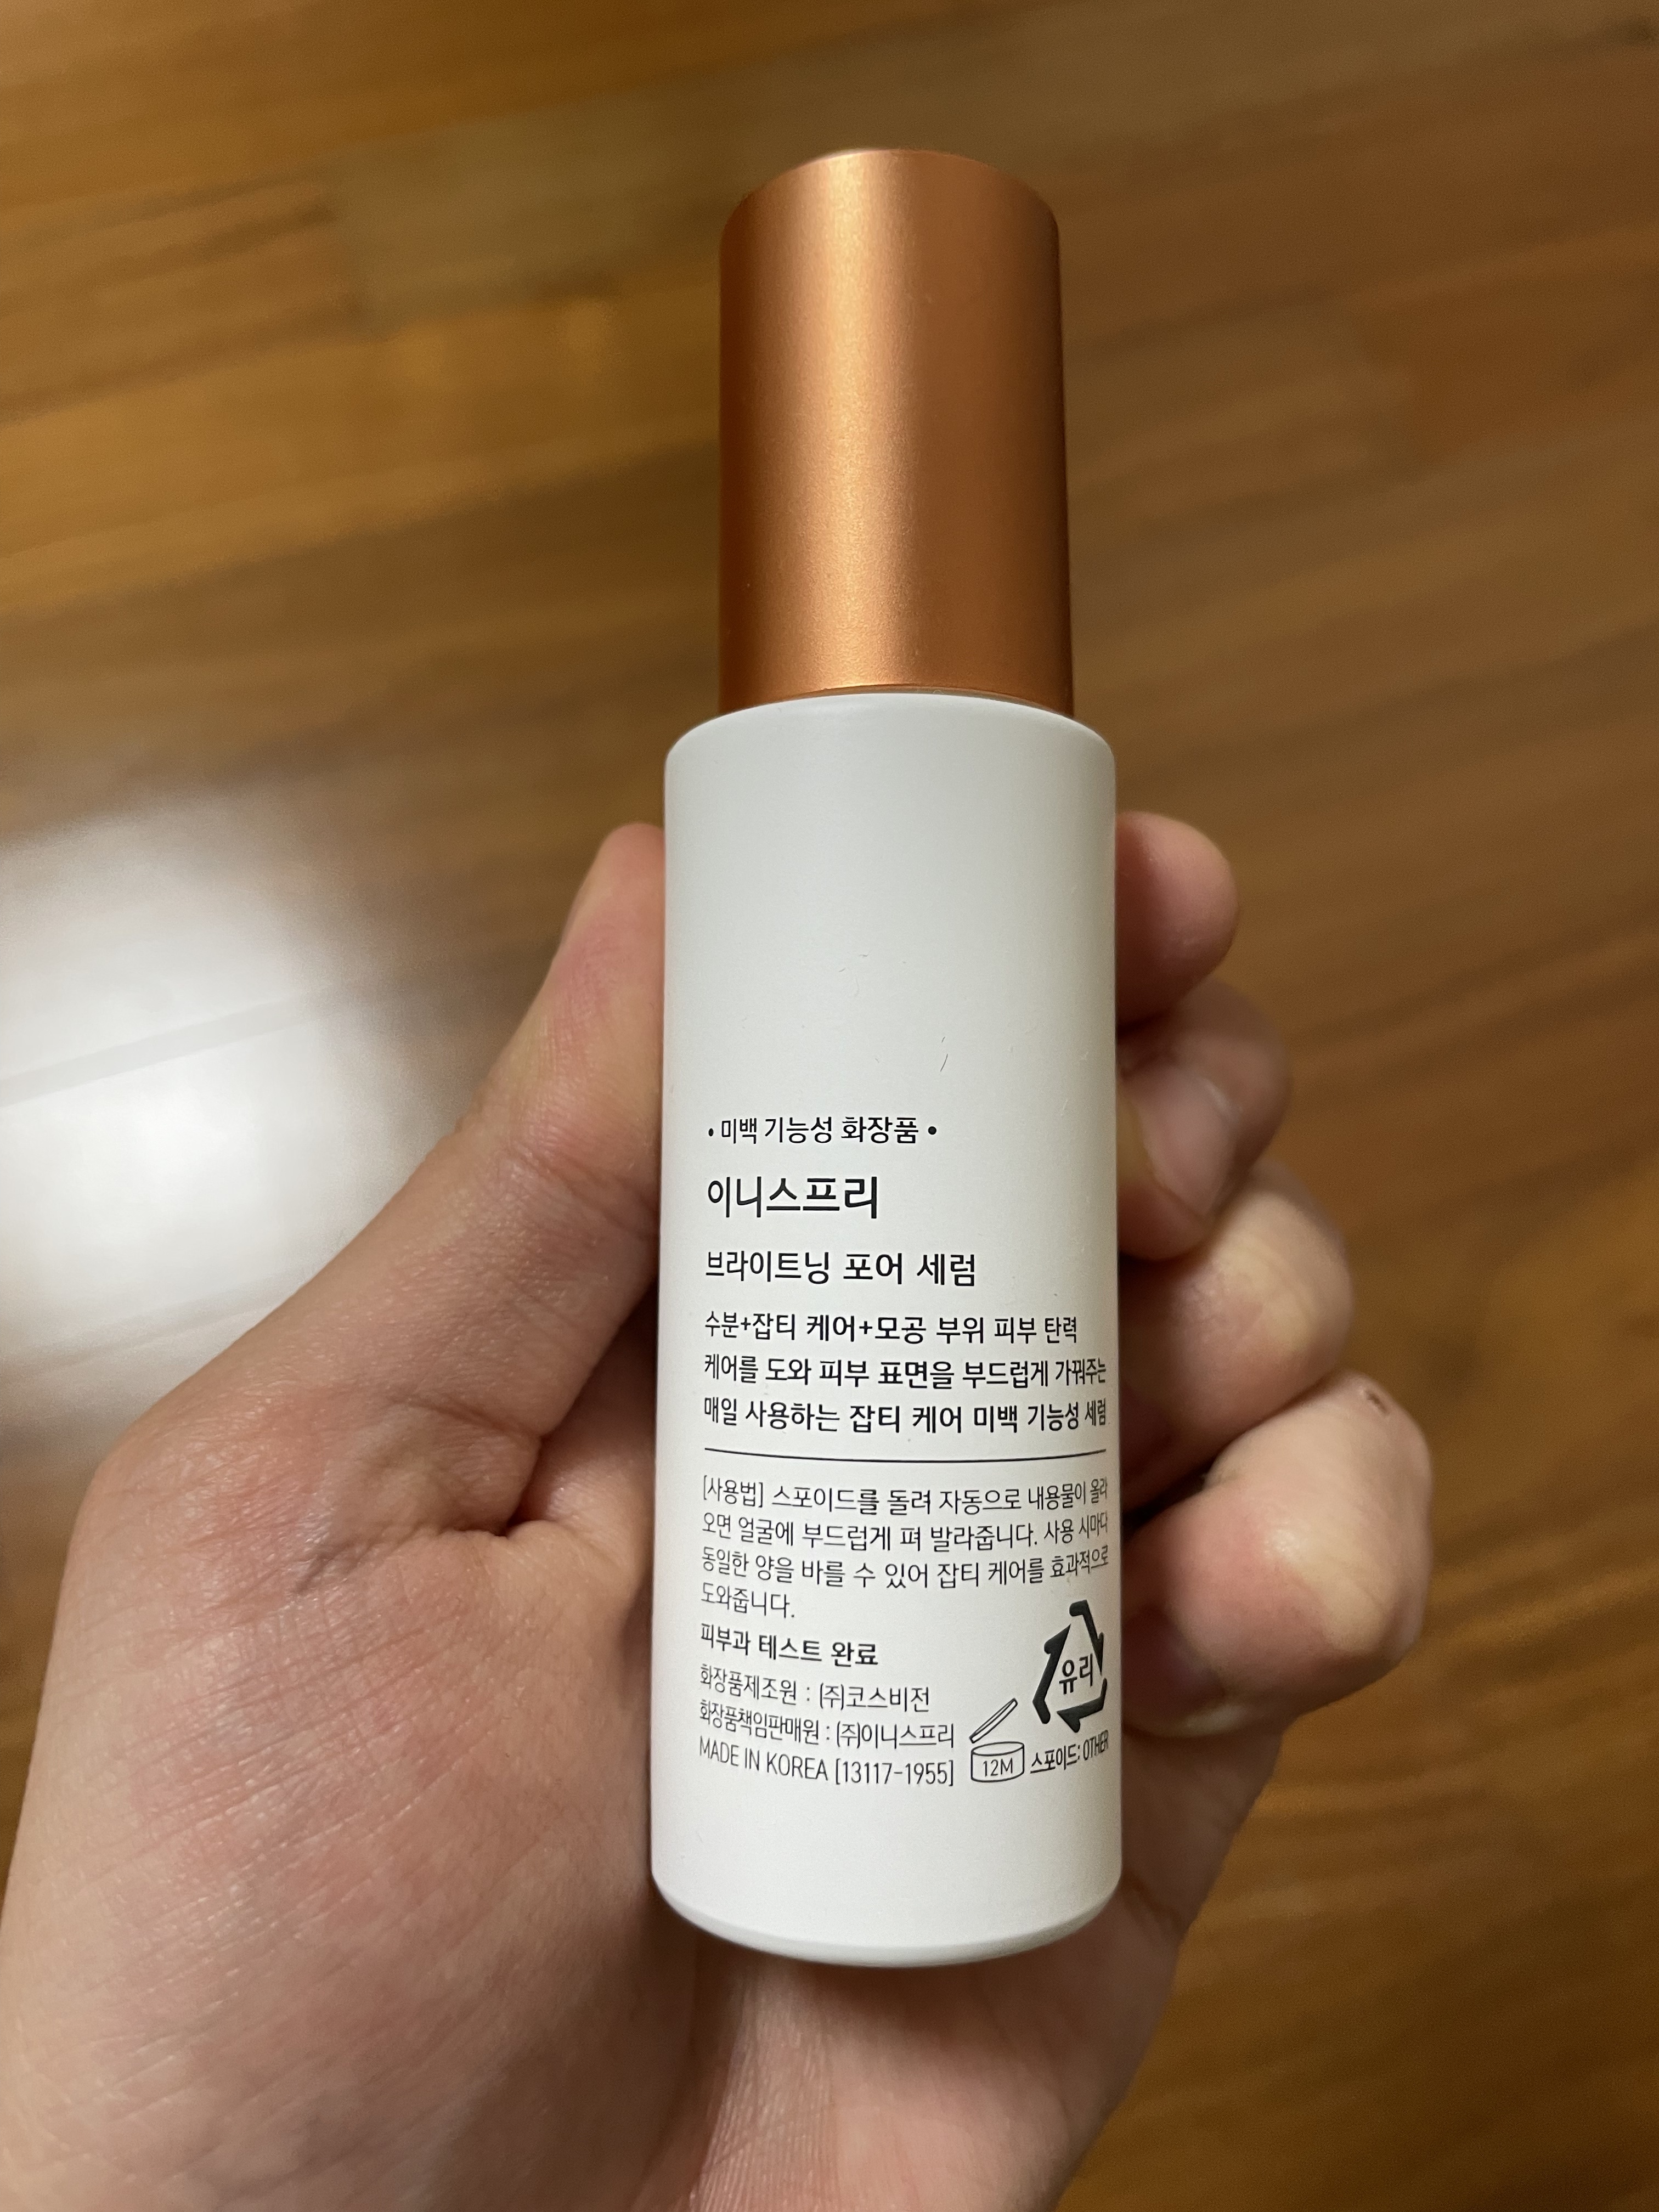 • 미백 기능성 화장품 •
이니스프리
브라이트닝 포어 세럼
수분+잡티 케어+모공 부위 피부 탄력
케어를 도와 피부 표면을 부드럽게 가꿔주는
매일 사용하는 잡티 케어 미백 기능성 세럼
[사용법] 스포이드를 돌려 자동으로 내용물이 올라
오면 얼굴에 부드럽게 펴 발라줍니다. 사용 시마다
동일한 양을 바를 수 있어 잡티 케어를 효과적으로
도와줍니다.
피부과 테스트 완료
화장품제조원 : (주)코스비전
화장품책임판매원 : (주)이니스프리
MADE IN KOREA [13117-1955]
12M
유리
스포이드: OTHER